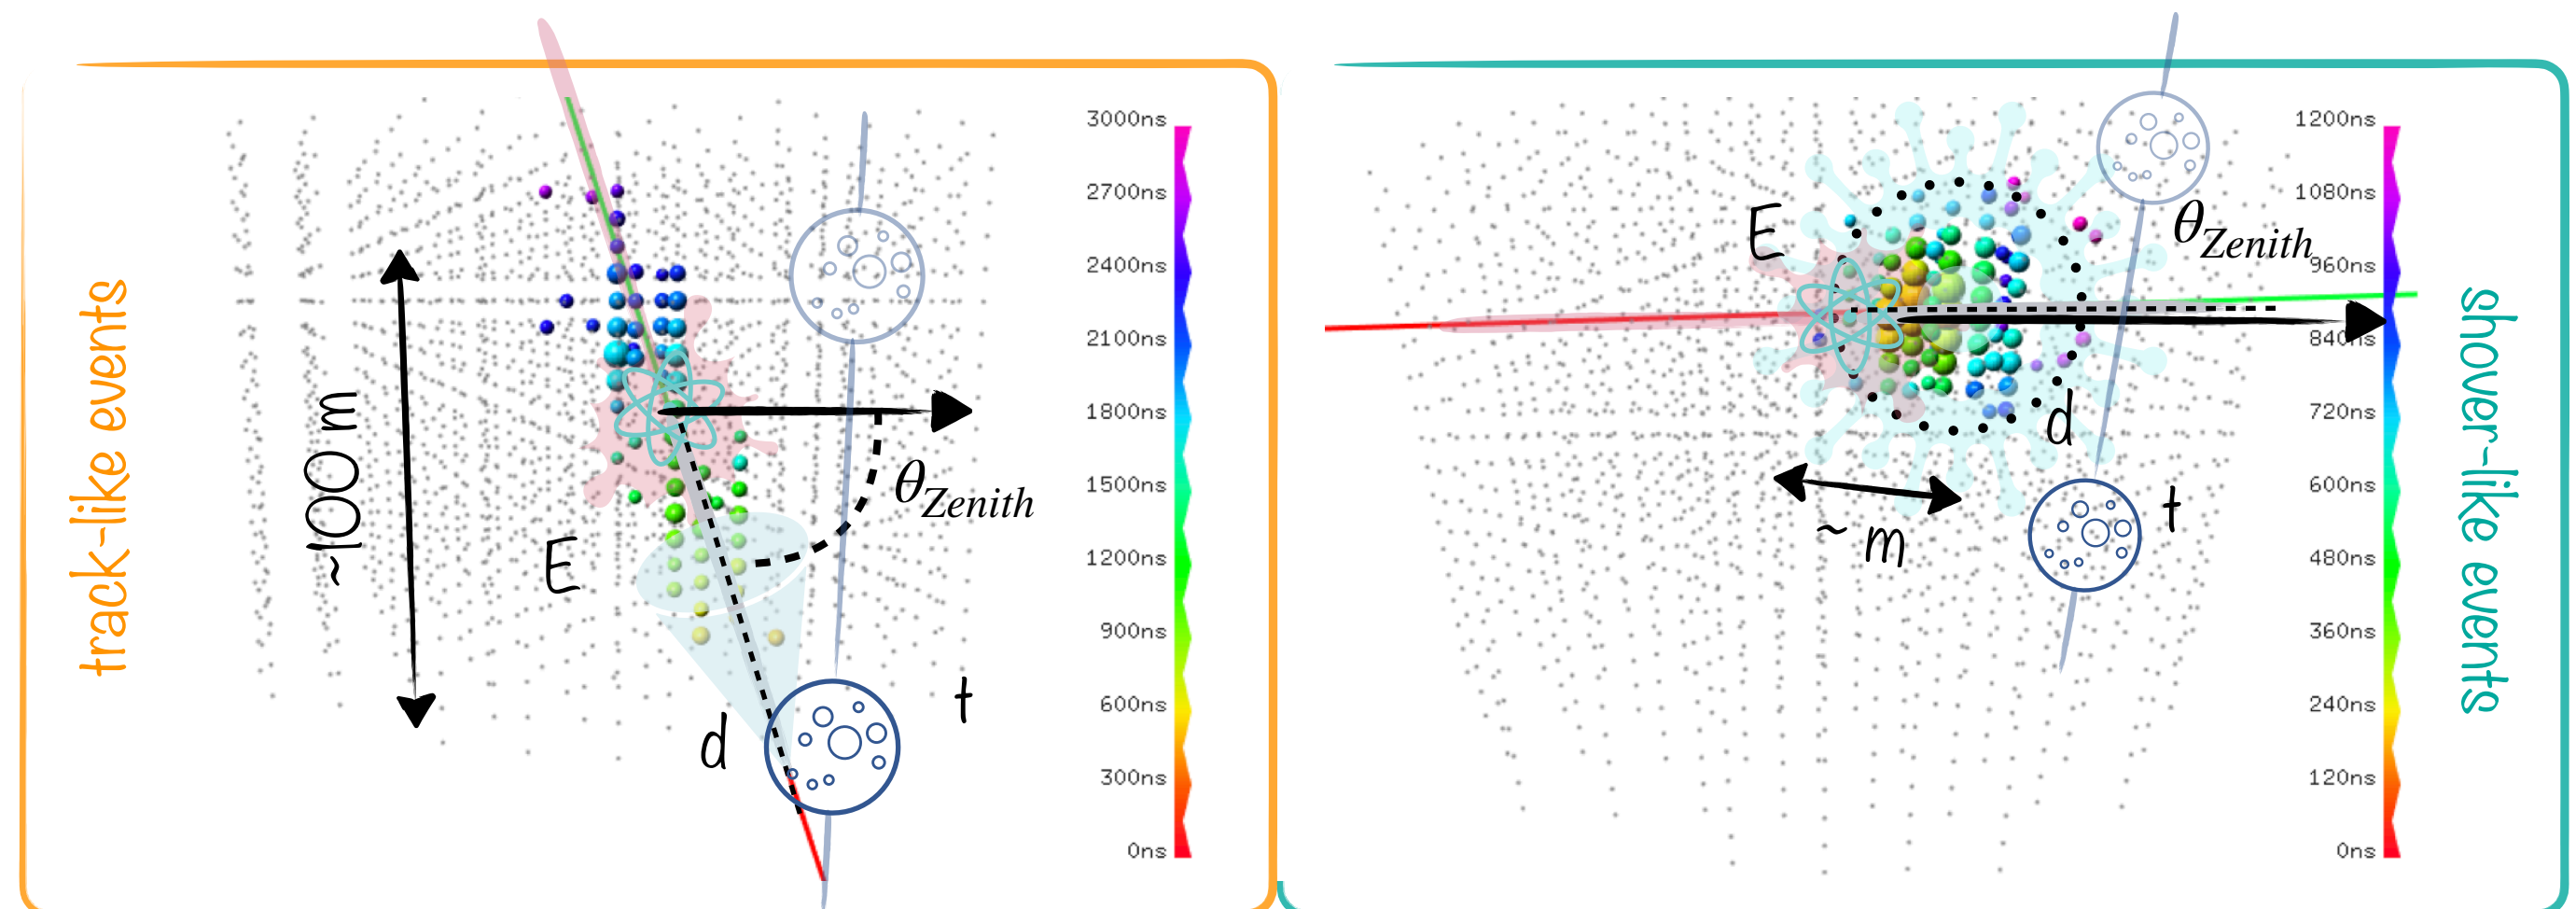 track-like events
~100 m
E
d
t
θZenith
3000ns
2700ns
2400ns
2100ns
1800ns
1500ns
1200ns
900ns
600ns
300ns
0ns
E
θZenith
d
~ m
t
1200ns
1080ns
960ns
840ns
720ns
600ns
480ns
360ns
240ns
120ns
0ns
shover-like events